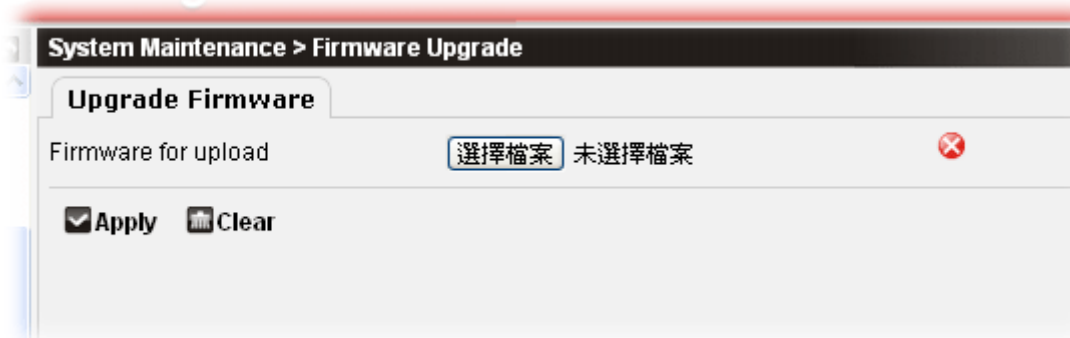 System Maintenance > Firmware Upgrade
Upgrade Firmware
Firmware for upload 選擇檔案 未選擇檔案
Apply Clear